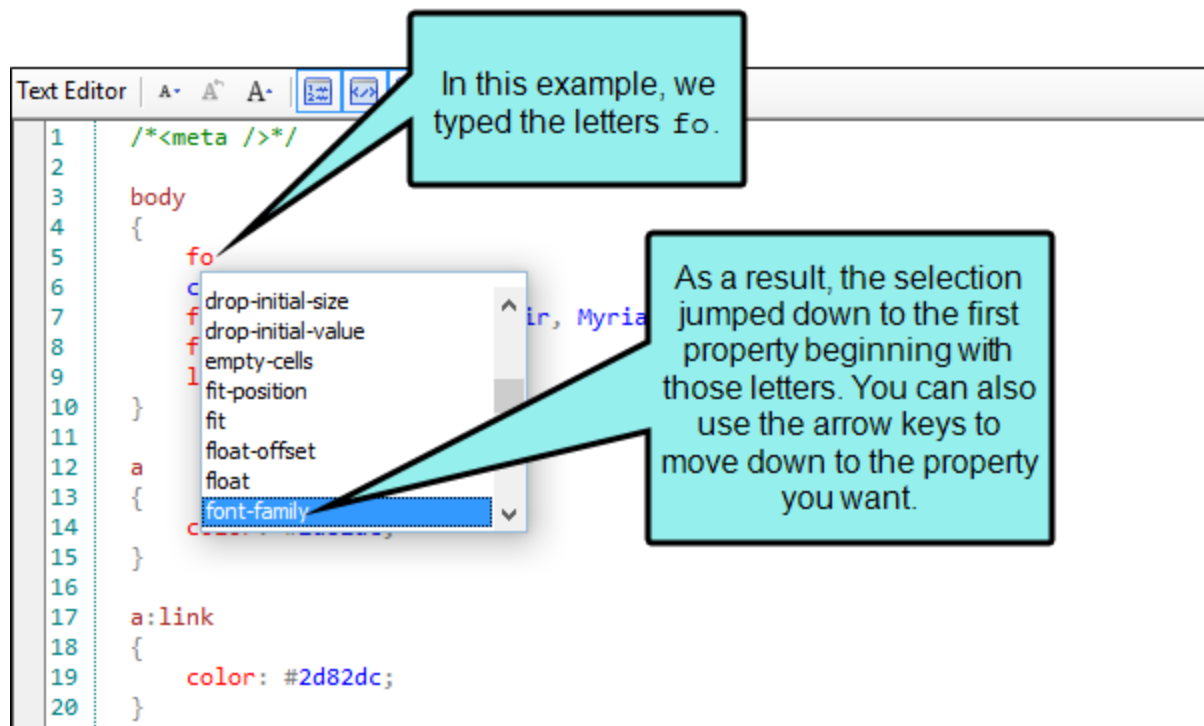 In this example, we
typed the letters fo.
Text Editor
1 /*<meta />*/
2
3 body
4 {
5 fo
6 c
7 f ir, Myria
8 f
9 l
10 }
11
12 a
13 {
14
15 }
16
17 a:link
18 {
19 color: #2d82dc;
20 }
drop-initial-size
drop-initial-value
empty-cells
fit-position
fit
float-offset
float
font-family
As a result, the selection
jumped down to the first
property beginning with
those letters. You can also
use the arrow keys to
move down to the property
you want.